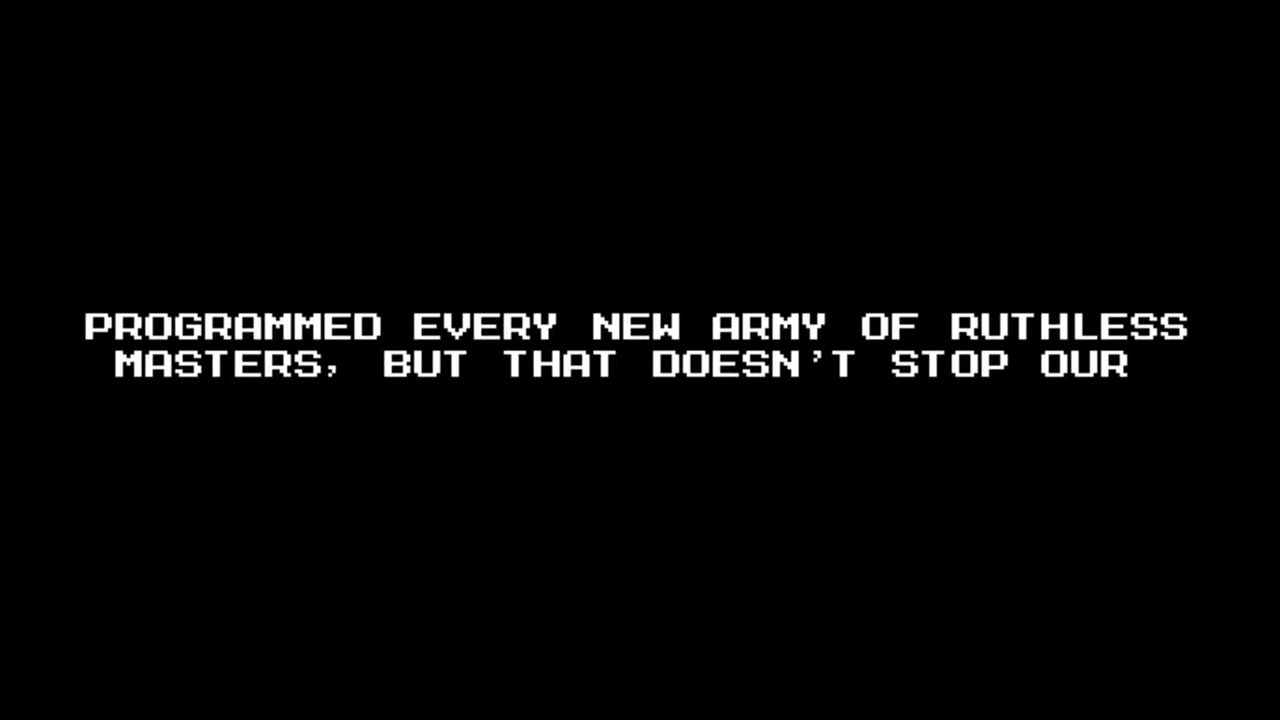 PROGRAMMED EVERY NEW ARMY OF RUTHLESS
MASTERS, BUT THAT DOESN'T STOP OUR